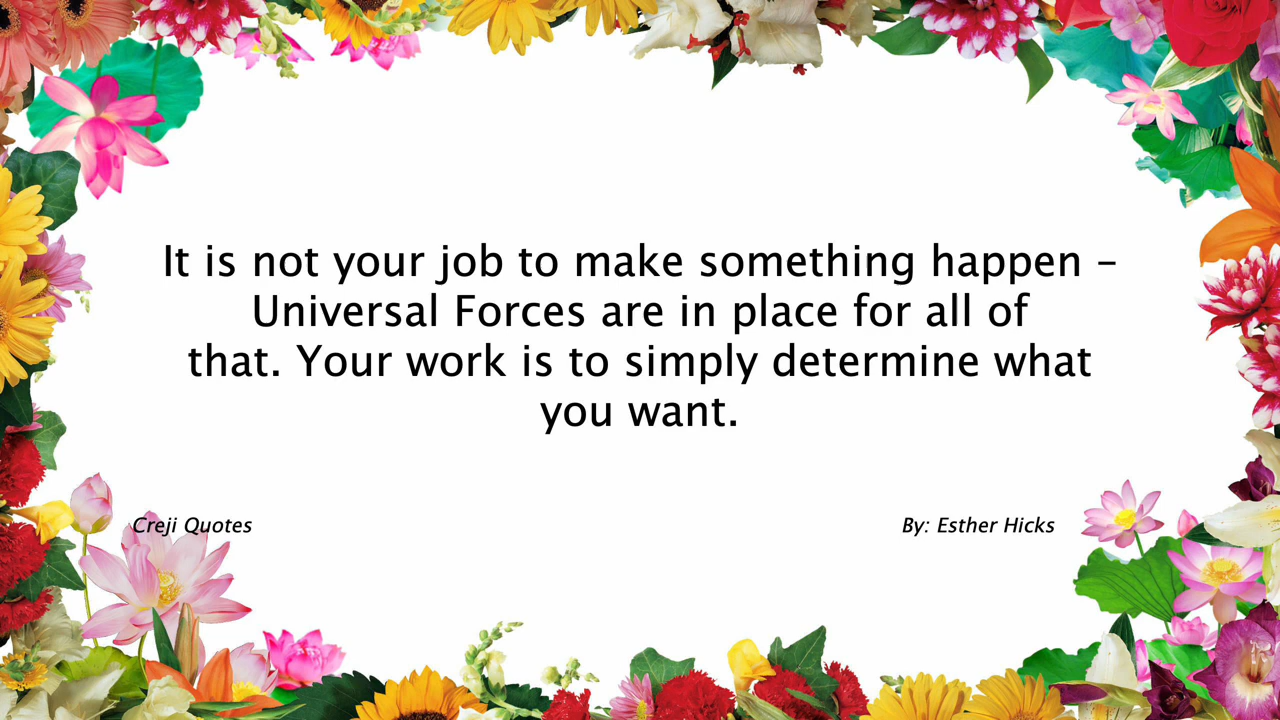 It is not your job to make something happen –
Universal Forces are in place for all of
that. Your work is to simply determine what
you want.
Creji Quotes
By: Esther Hicks